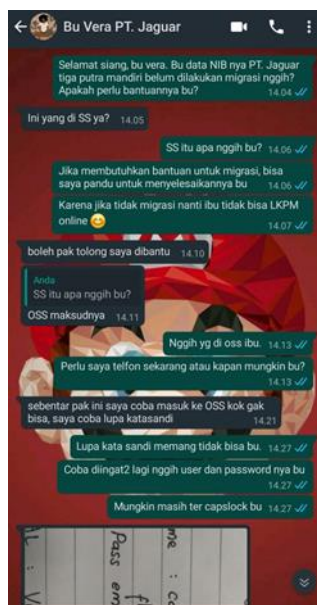 Bu Vera PT. Jaguar
Selamat siang, bu vera. Bu data NIB nya PT. Jaguar
tiga putra mandiri belum dilakukan migrasi nggih?
Apakah perlu bantuannya bu?
14.04
Ini yang di SS ya? 14.05
SS itu apa nggih bu? 14.06
Jika membutuhkan bantuan untuk migrasi, bisa
saya pandu untuk menyelesaikannya bu 14.06
Karena jika tidak migrasi nanti ibu tidak bisa LKPM
online 😊 14.07
boleh pak tolong saya dibantu 14.10
Anda
SS itu apa nggih bu?
OSS maksudnya 14.11
Nggih yg di oss ibu. 14.13
Perlu saya telfon sekarang atau kapan mungkin bu?
14.13
sebentar pak ini saya coba masuk ke OSS kok gak
bisa, saya coba lupa katasandi 14.21
Lupa kata sandi memang tidak bisa bu. 14.27
Coba diingat2 lagi nggih user dan password nya bu
14.27
Mungkin masih ter capslock bu 14.27
me : co
Pass em
AL : V